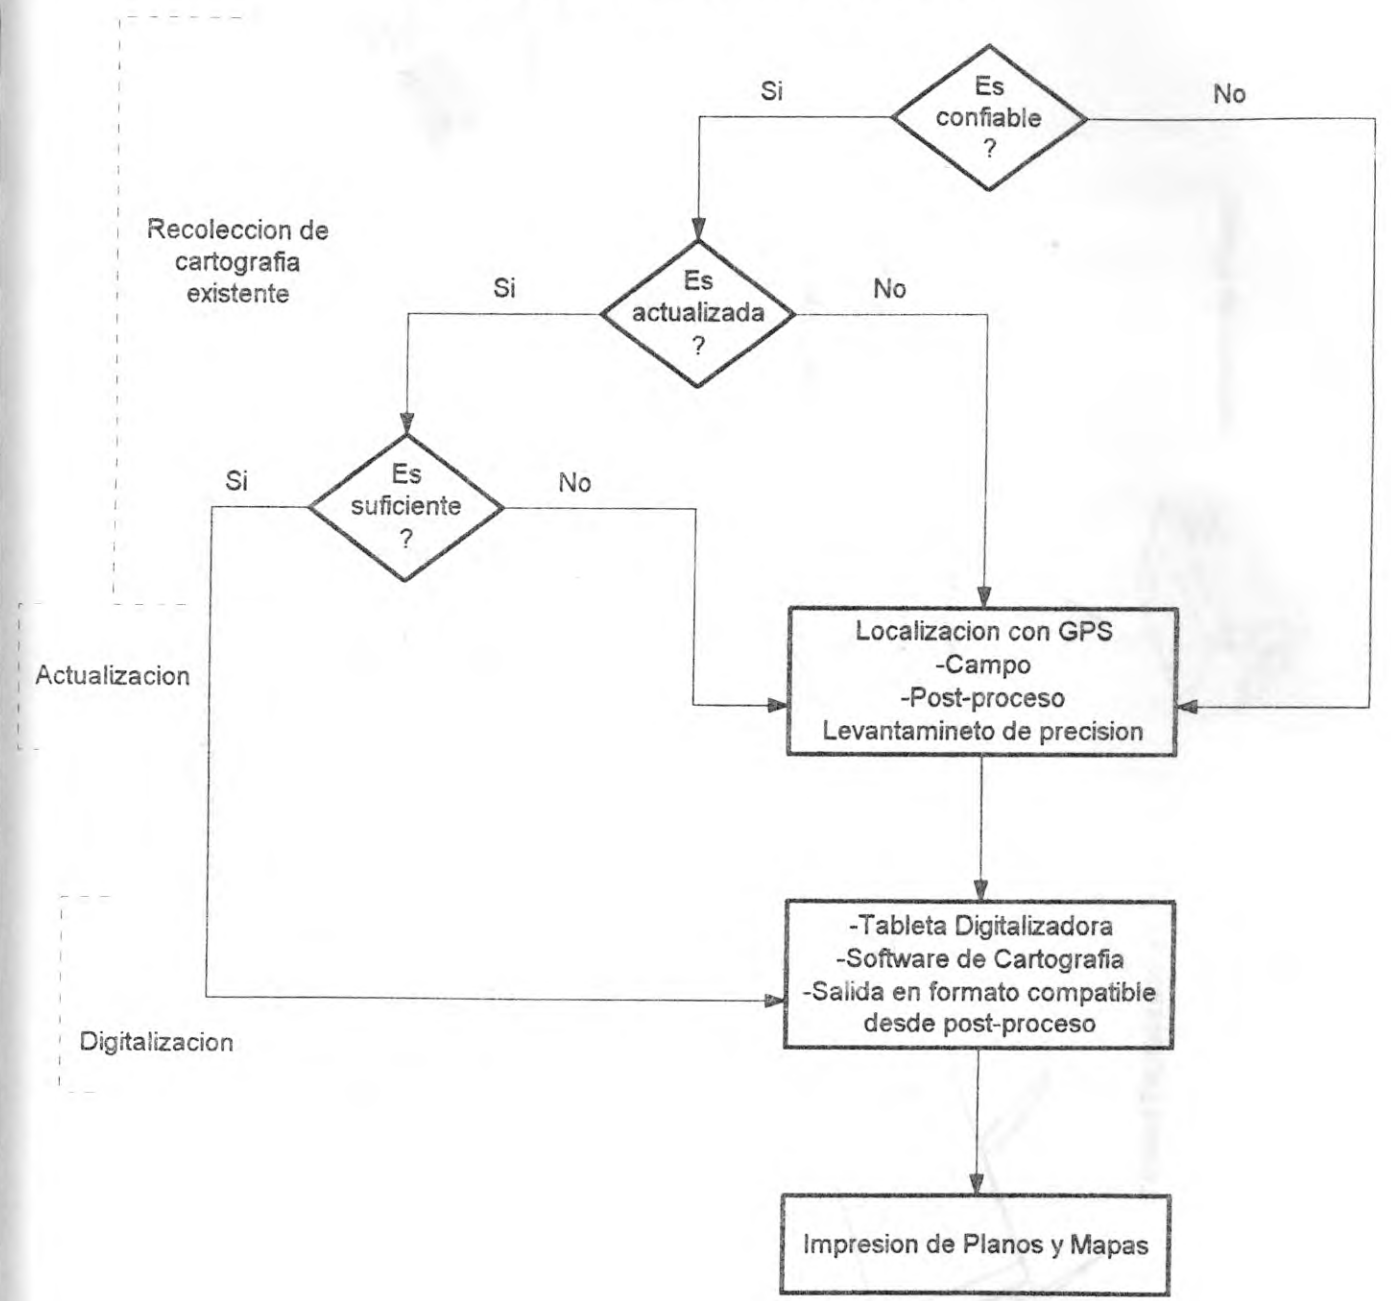 Si
Es
confiable
?
No
Recoleccion de
cartografia
existente
Si
Es
actualizada
?
No
Si
Es
suficiente
?
No
Actualizacion
Localizacion con GPS
-Campo
-Post-proceso
Levantamineto de precision
Digitalizacion
-Tableta Digitalizadora
-Software de Cartografia
-Salida en formato compatible
desde post-proceso
Impresion de Planos y Mapas